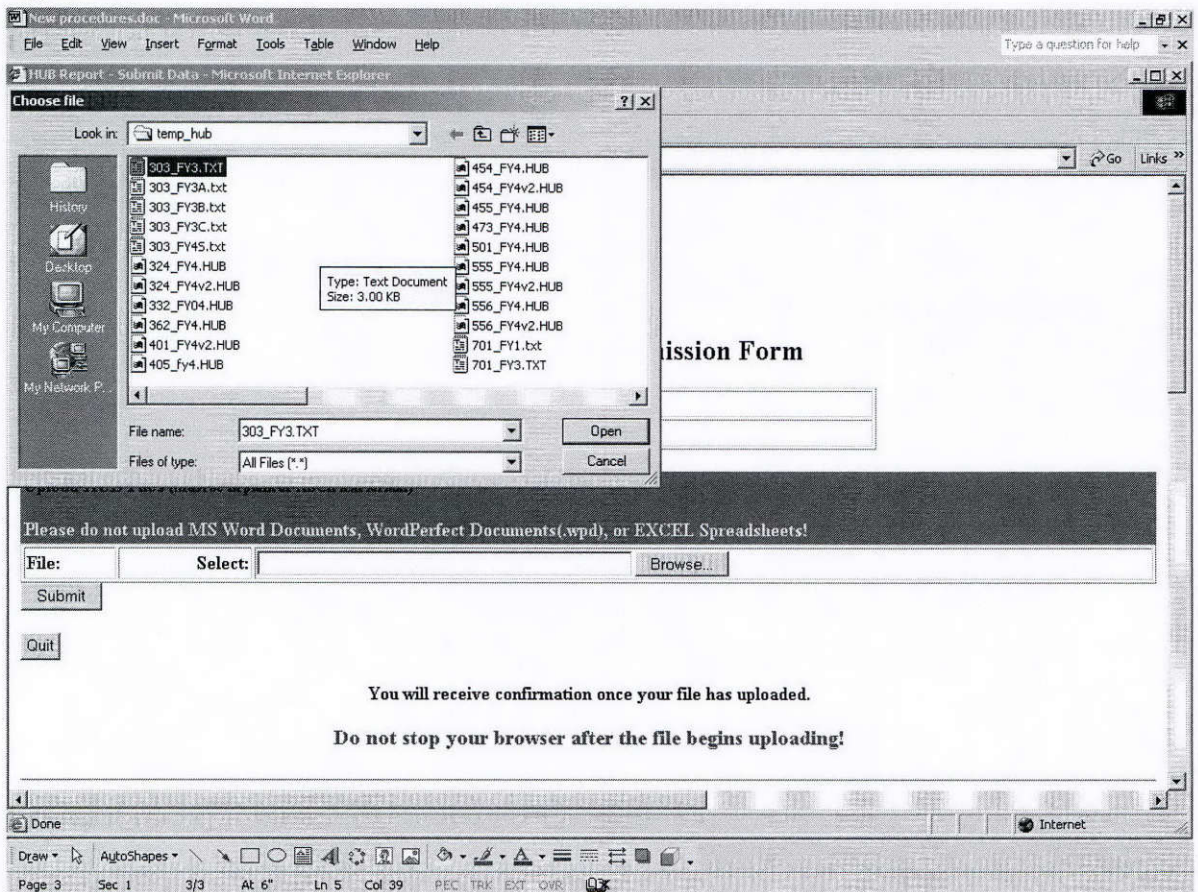 New procedures.doc - Microsoft Word
File Edit View Insert Format Tools Table Window Help
Type a question for help
HUB Report - Submit Data - Microsoft Internet Explorer
Choose file
Look in: temp_hub
Go Links »
History
Desktop
My Computer
My Network P...
303_FY3.TXT
303_FY3A.txt
303_FY3B.txt
303_FY3C.txt
303_FY4S.txt
324_FY4.HUB
324_FY4v2.HUB
332_FY04.HUB
362_FY4.HUB
401_FY4v2.HUB
405_fy4.HUB
454_FY4.HUB
454_FY4v2.HUB
455_FY4.HUB
473_FY4.HUB
501_FY4.HUB
555_FY4.HUB
555_FY4v2.HUB
556_FY4.HUB
556_FY4v2.HUB
701_FY1.txt
701_FY3.TXT
Type: Text Document
Size: 3.00 KB
ission Form
File name: 303_FY3.TXT Open
Files of type: All Files (*.*) Cancel
Please do not upload MS Word Documents, WordPerfect Documents(.wpd), or EXCEL Spreadsheets!
File: Select: Browse...
Submit
Quit
You will receive confirmation once your file has uploaded.
Do not stop your browser after the file begins uploading!
Done Internet
Draw AutoShapes
Page 3 Sec 1 3/3 At 6" Ln 5 Col 39 PEC TRK EXT OVR